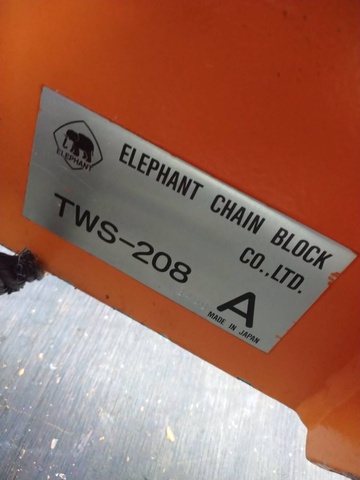 ELEPHANT
ELEPHANT CHAIN BLOCK
CO.,LTD.
TWS-208
A
MADE IN JAPAN